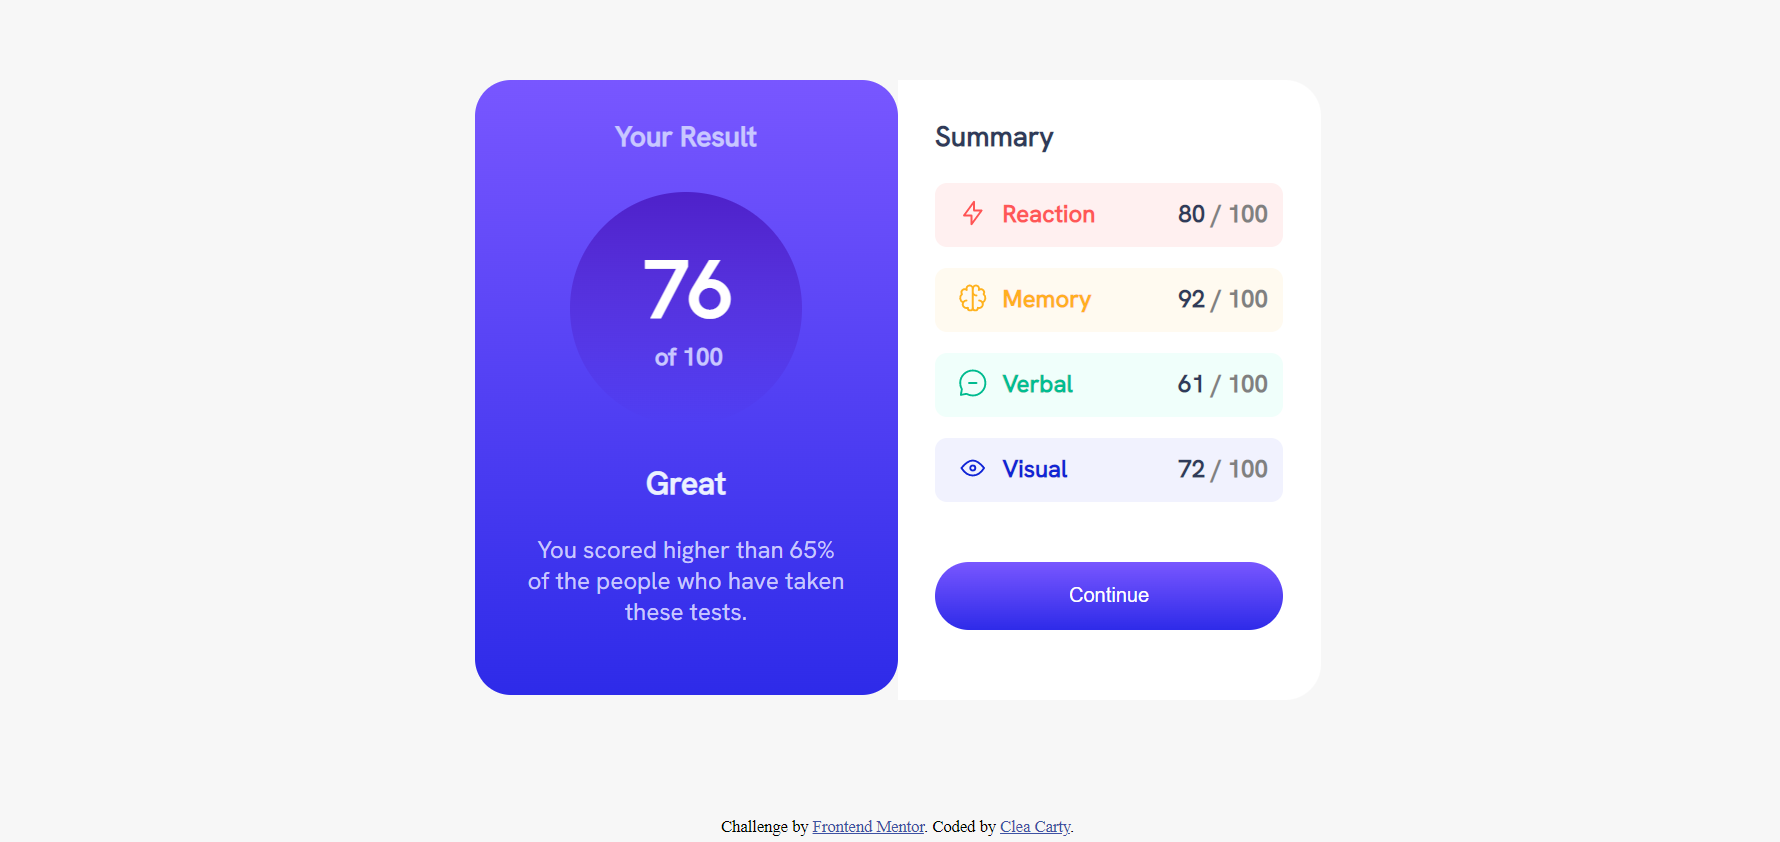 Your Result
76
of 100
Great
You scored higher than 65%
of the people who have taken
these tests.
Summary
Reaction 80 / 100
Memory 92 / 100
Verbal 61 / 100
Visual 72 / 100
Continue
Challenge by Frontend Mentor. Coded by Clea Carty.